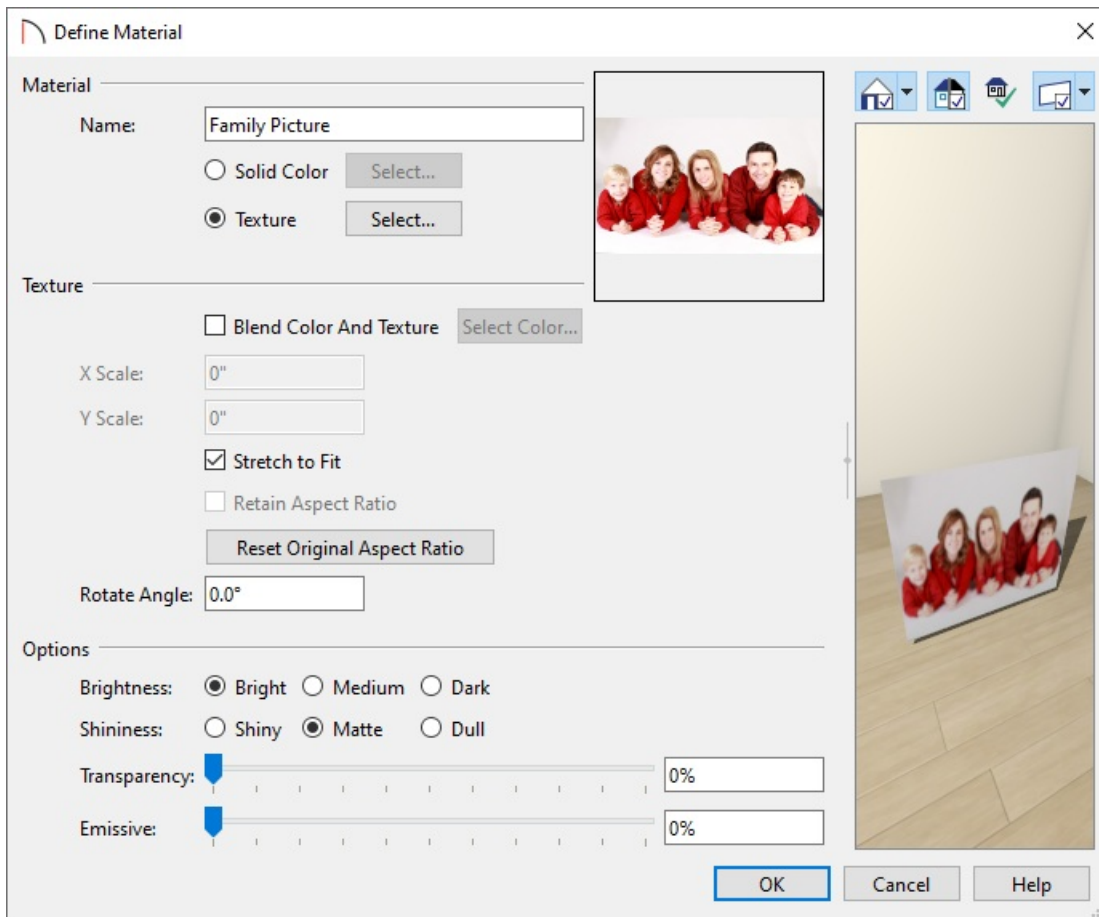 Define Material
Material
Name: Family Picture
Solid Color Select...
Texture Select...
Texture
Blend Color And Texture Select Color...
X Scale: 0"
Y Scale: 0"
Stretch to Fit
Retain Aspect Ratio
Reset Original Aspect Ratio
Rotate Angle: 0.0°
Options
Brightness: Bright Medium Dark
Shininess: Shiny Matte Dull
Transparency: 0%
Emissive: 0%
OK Cancel Help